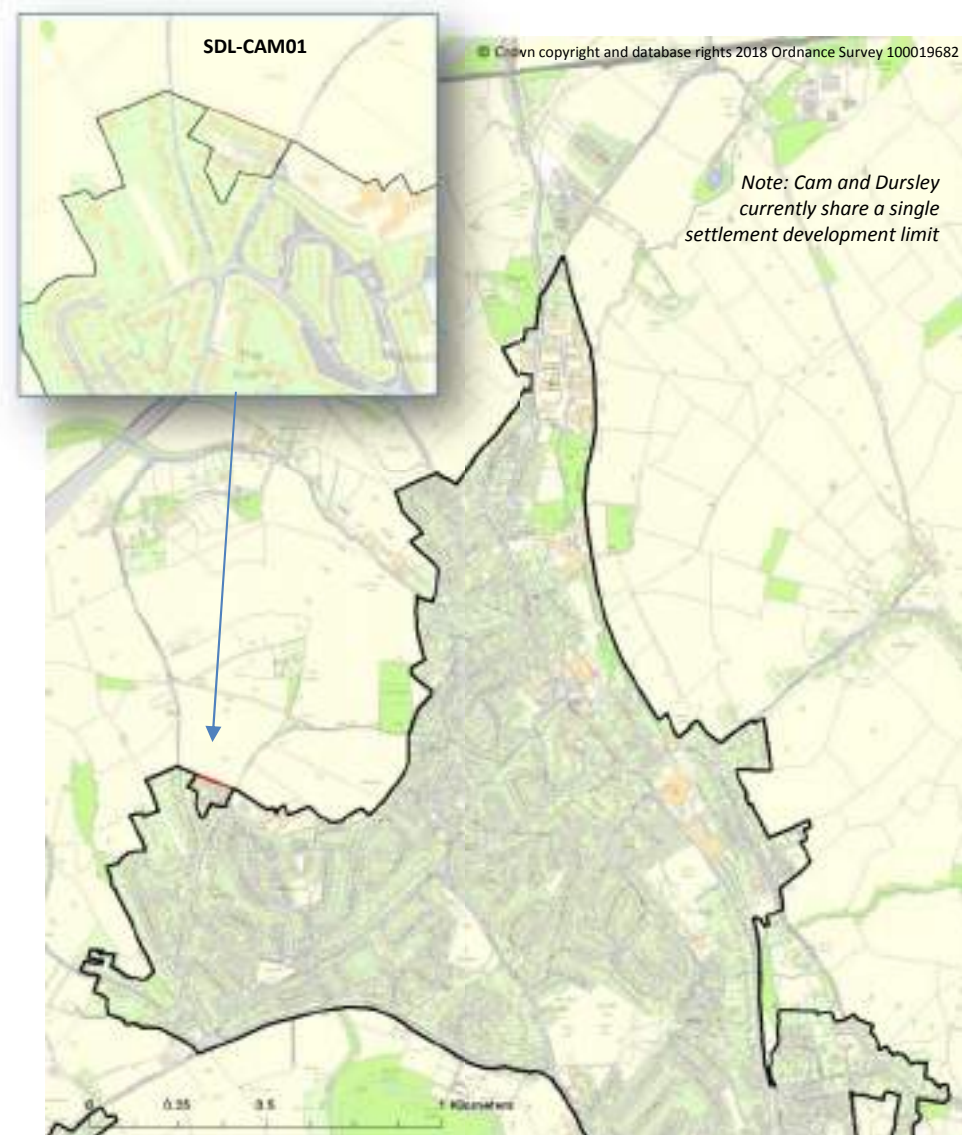 SDL-CAM01
© Crown copyright and database rights 2018 Ordnance Survey 100019682
Note: Cam and Dursley
currently share a single
settlement development limit
0 0.25 0.5 1 Kilometers